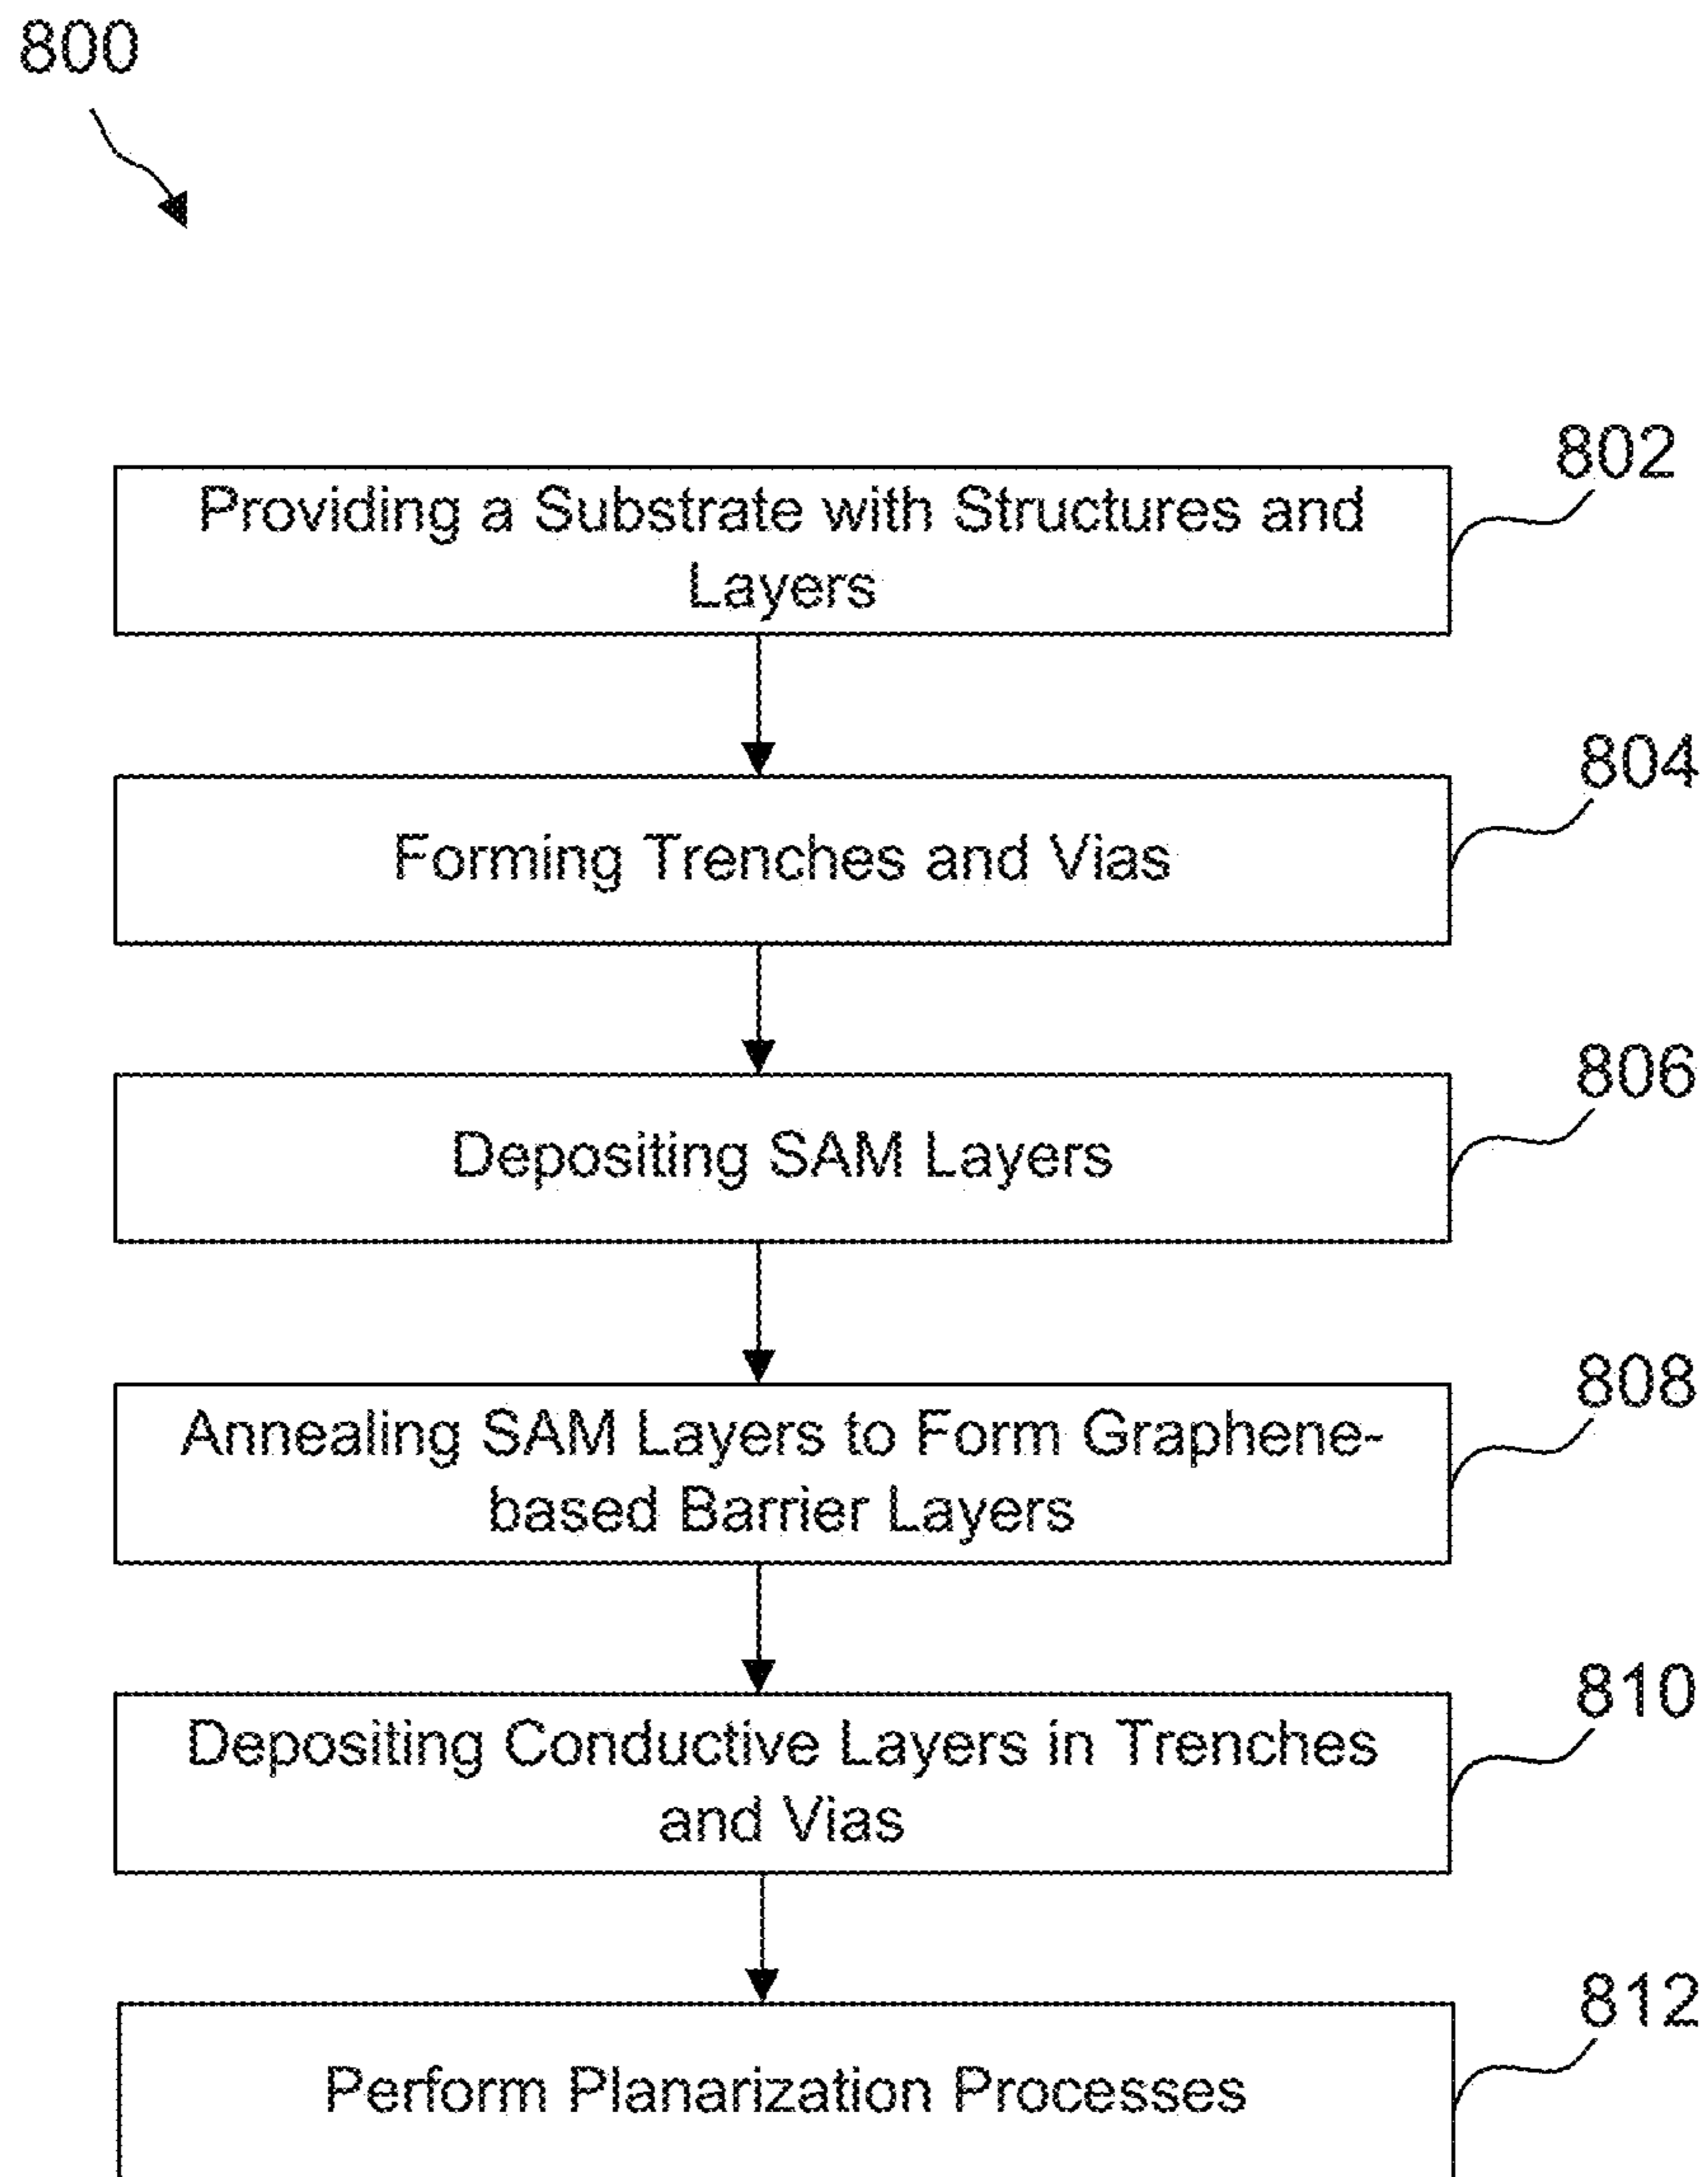 800
802
Providing a Substrate with Structures and
Layers
804
Forming Trenches and Vias
806
Depositing SAM Layers
808
Annealing SAM Layers to Form Graphene-
based Barrier Layers
810
Depositing Conductive Layers in Trenches
and Vias
812
Perform Planarization Processes